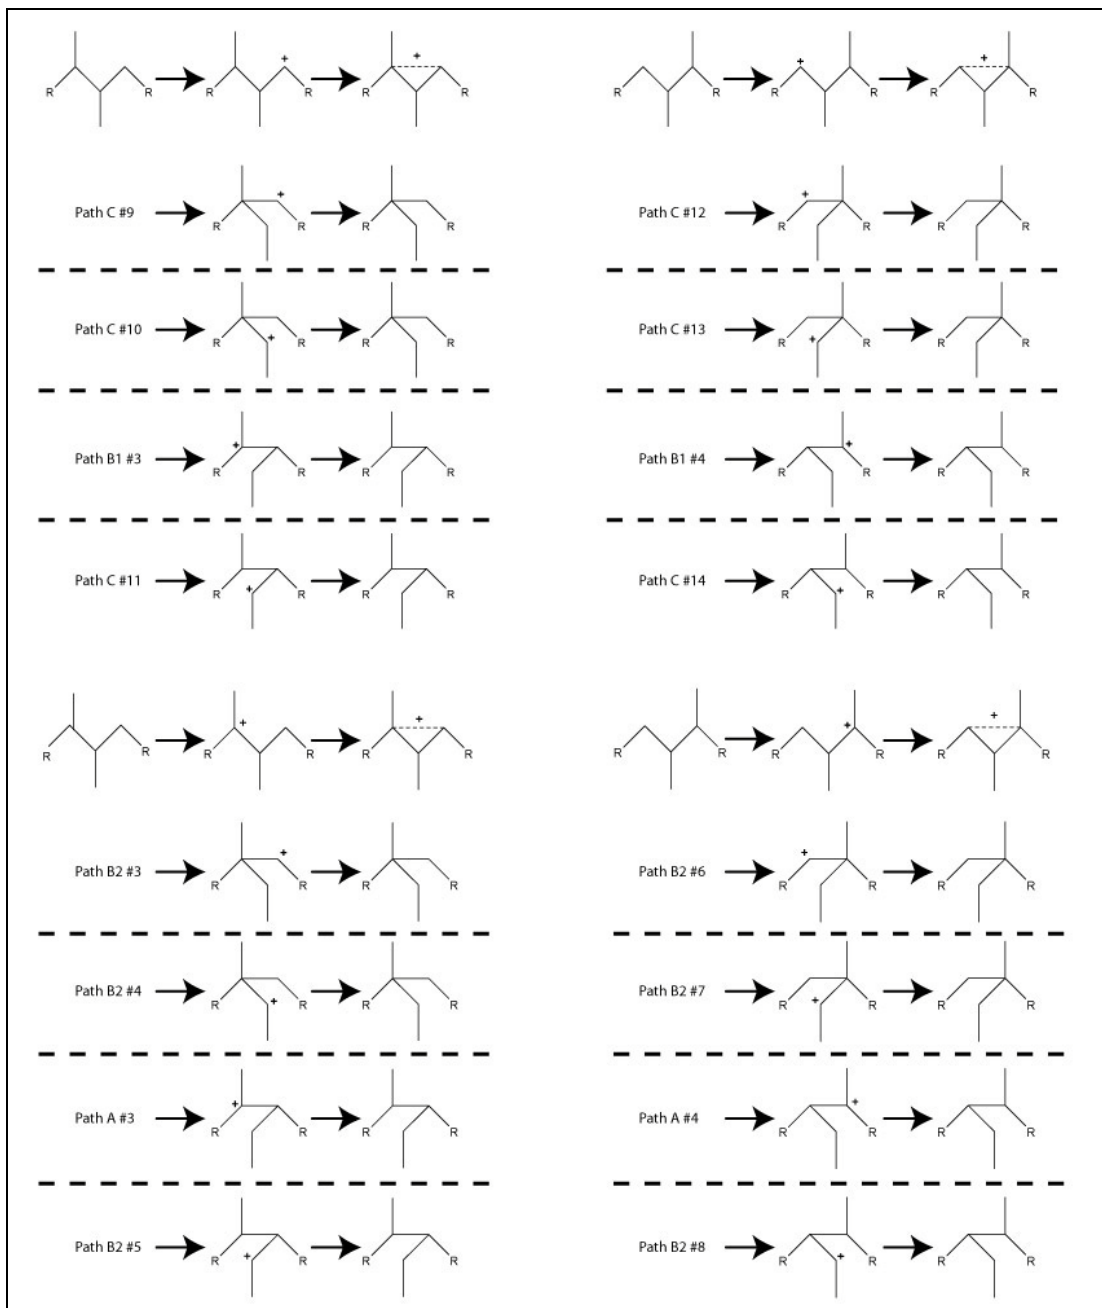 + + + +
R R R R R R R R R R R R
Path C #9 + R R R R Path C #12 + R R R R
Path C #10 + R R R R Path C #13 + R R R R
Path B1 #3 + R R R R Path B1 #4 + R R R R
Path C #11 + R R R R Path C #14 + R R R R
+ + + +
R R R R R R R R R R R R
Path B2 #3 + R R R R Path B2 #6 + R R R R
Path B2 #4 + R R R R Path B2 #7 + R R R R
Path A #3 + R R R R Path A #4 + R R R R
Path B2 #5 + R R R R Path B2 #8 + R R R R